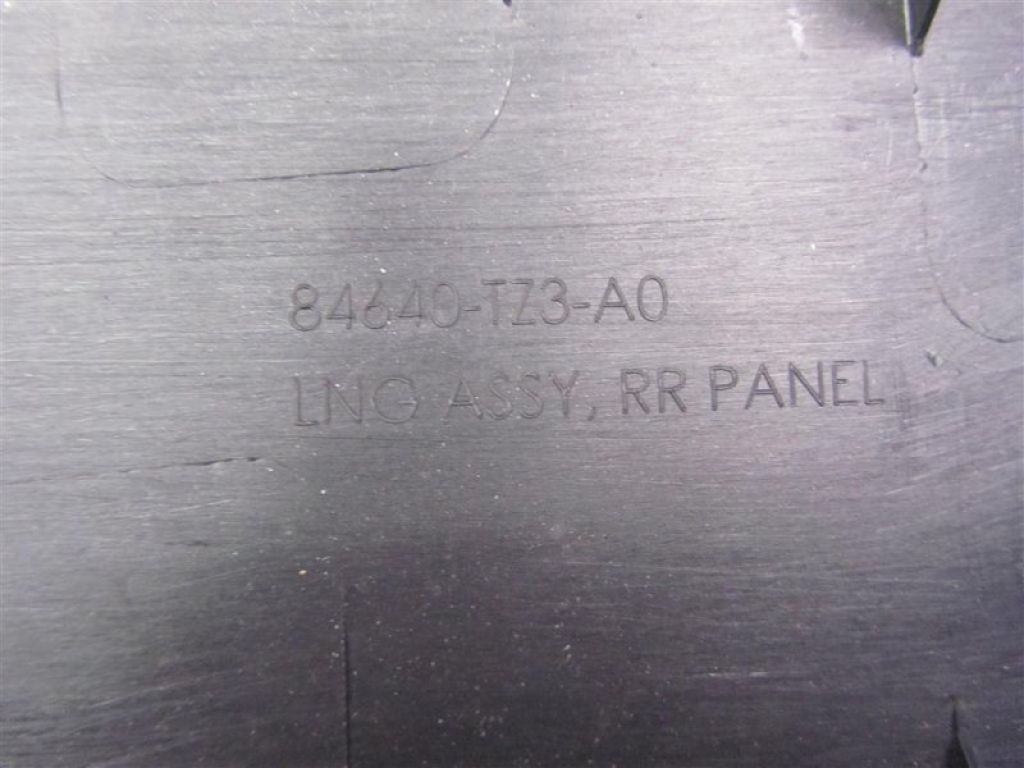 84640-TZ3-A0
LNG ASSY, RR PANEL